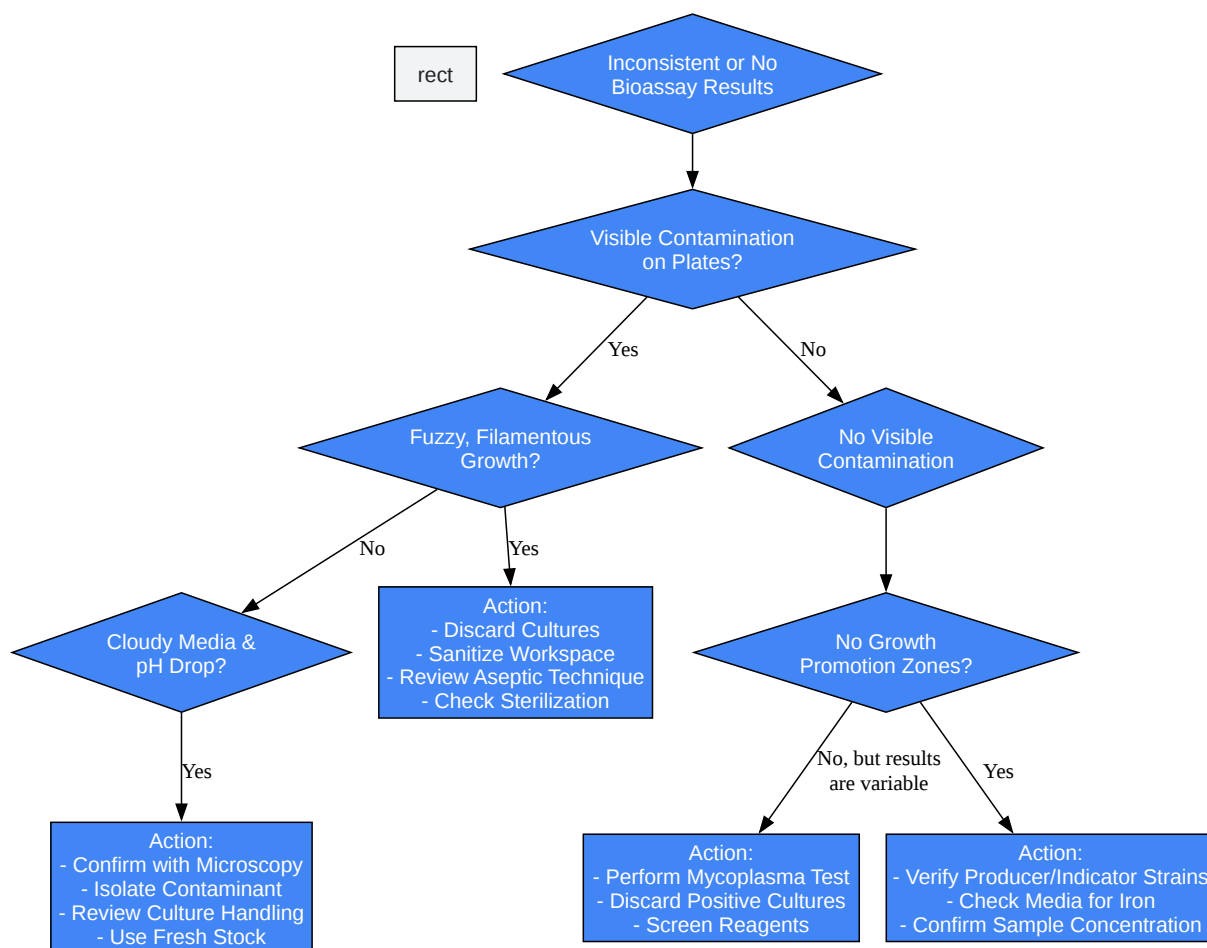 rect
Inconsistent or No
Bioassay Results
Visible Contamination
on Plates?
Yes
No
Fuzzy, Filamentous
Growth?
No Visible
Contamination
No
Yes
Cloudy Media &
pH Drop?
Action:
- Discard Cultures
- Sanitize Workspace
- Review Aseptic Technique
- Check Sterilization
No Growth
Promotion Zones?
Yes
No, but results
are variable
Yes
Action:
- Confirm with Microscopy
- Isolate Contaminant
- Review Culture Handling
- Use Fresh Stock
Action:
- Perform Mycoplasma Test
- Discard Positive Cultures
- Screen Reagents
Action:
- Verify Producer/Indicator Strains
- Check Media for Iron
- Confirm Sample Concentration